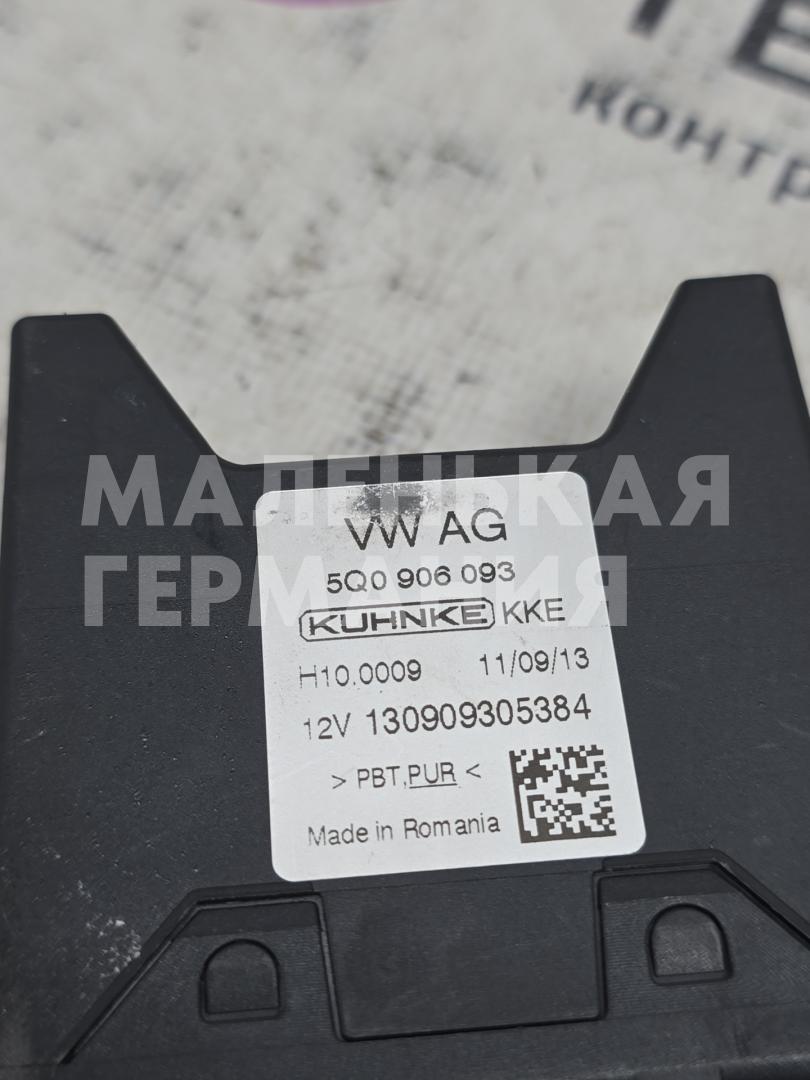 контр
МАЛЕНЬКАЯ
ГЕРМАНИЯ
VW AG
5Q0 906 093
KUHNKE KKE
H10.0009 11/09/13
12V 130909305384
> PBT,PUR <
Made in Romania